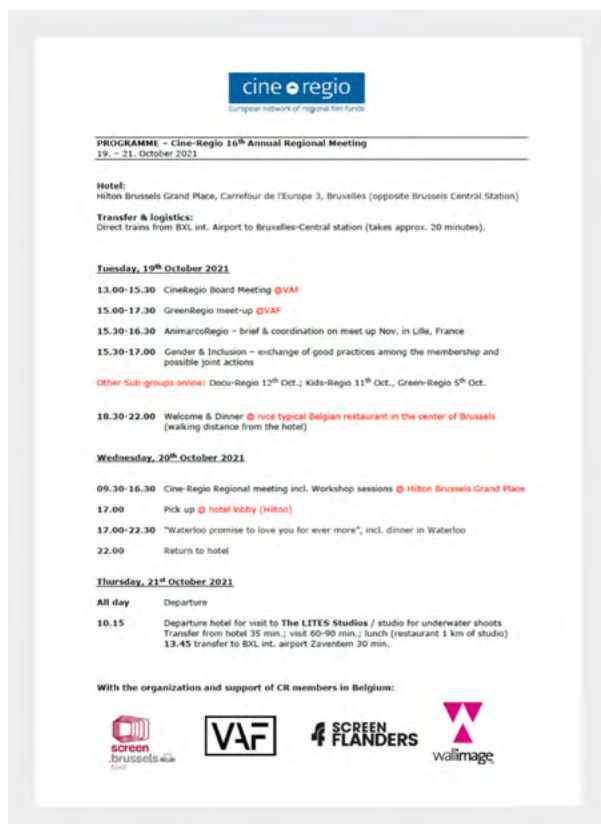 cine regio
European network of regional film funds
PROGRAMME – Cine-Regio 16th Annual Regional Meeting
19. – 21. October 2021
Hotel:
Hilton Brussels Grand Place, Carrefour de l'Europe 3, Bruxelles (opposite Brussels Central Station)
Transfer & logistics:
Direct trains from BXL int. Airport to Bruxelles-Central station (takes approx. 20 minutes).
Tuesday, 19th October 2021
13.00-15.30 CineRegio Board Meeting @VAF
15.00-17.30 GreenRegio meet-up @VAF
15.30-16.30 AnimarcoRegio – brief & coordination on meet up Nov. in Lille, France
15.30-17.00 Gender & Inclusion – exchange of good practices among the membership and
possible joint actions
Other Sub-groups online: Docu-Regio 12th Oct.; Kids-Regio 11th Oct., Green-Regio 5th Oct.
18.30-22.00 Welcome & Dinner @ nice typical Belgian restaurant in the center of Brussels
(walking distance from the hotel)
Wednesday, 20th October 2021
09.30-16.30 Cine-Regio Regional meeting incl. Workshop sessions @ Hilton Brussels Grand Place
17.00 Pick up @ hotel lobby (Hilton)
17.00-22.30 "Waterloo promise to love you for ever more", incl. dinner in Waterloo
22.00 Return to hotel
Thursday, 21st October 2021
All day Departure
10.15 Departure hotel for visit to The LITES Studios / studio for underwater shoots
Transfer from hotel 35 min.; visit 60-90 min.; lunch (restaurant 1 km of studio)
13.45 transfer to BXL int. airport Zaventem 30 min.
With the organization and support of CR members in Belgium:
screen
.brussels
fund
VAF
SCREEN
FLANDERS
wallimage